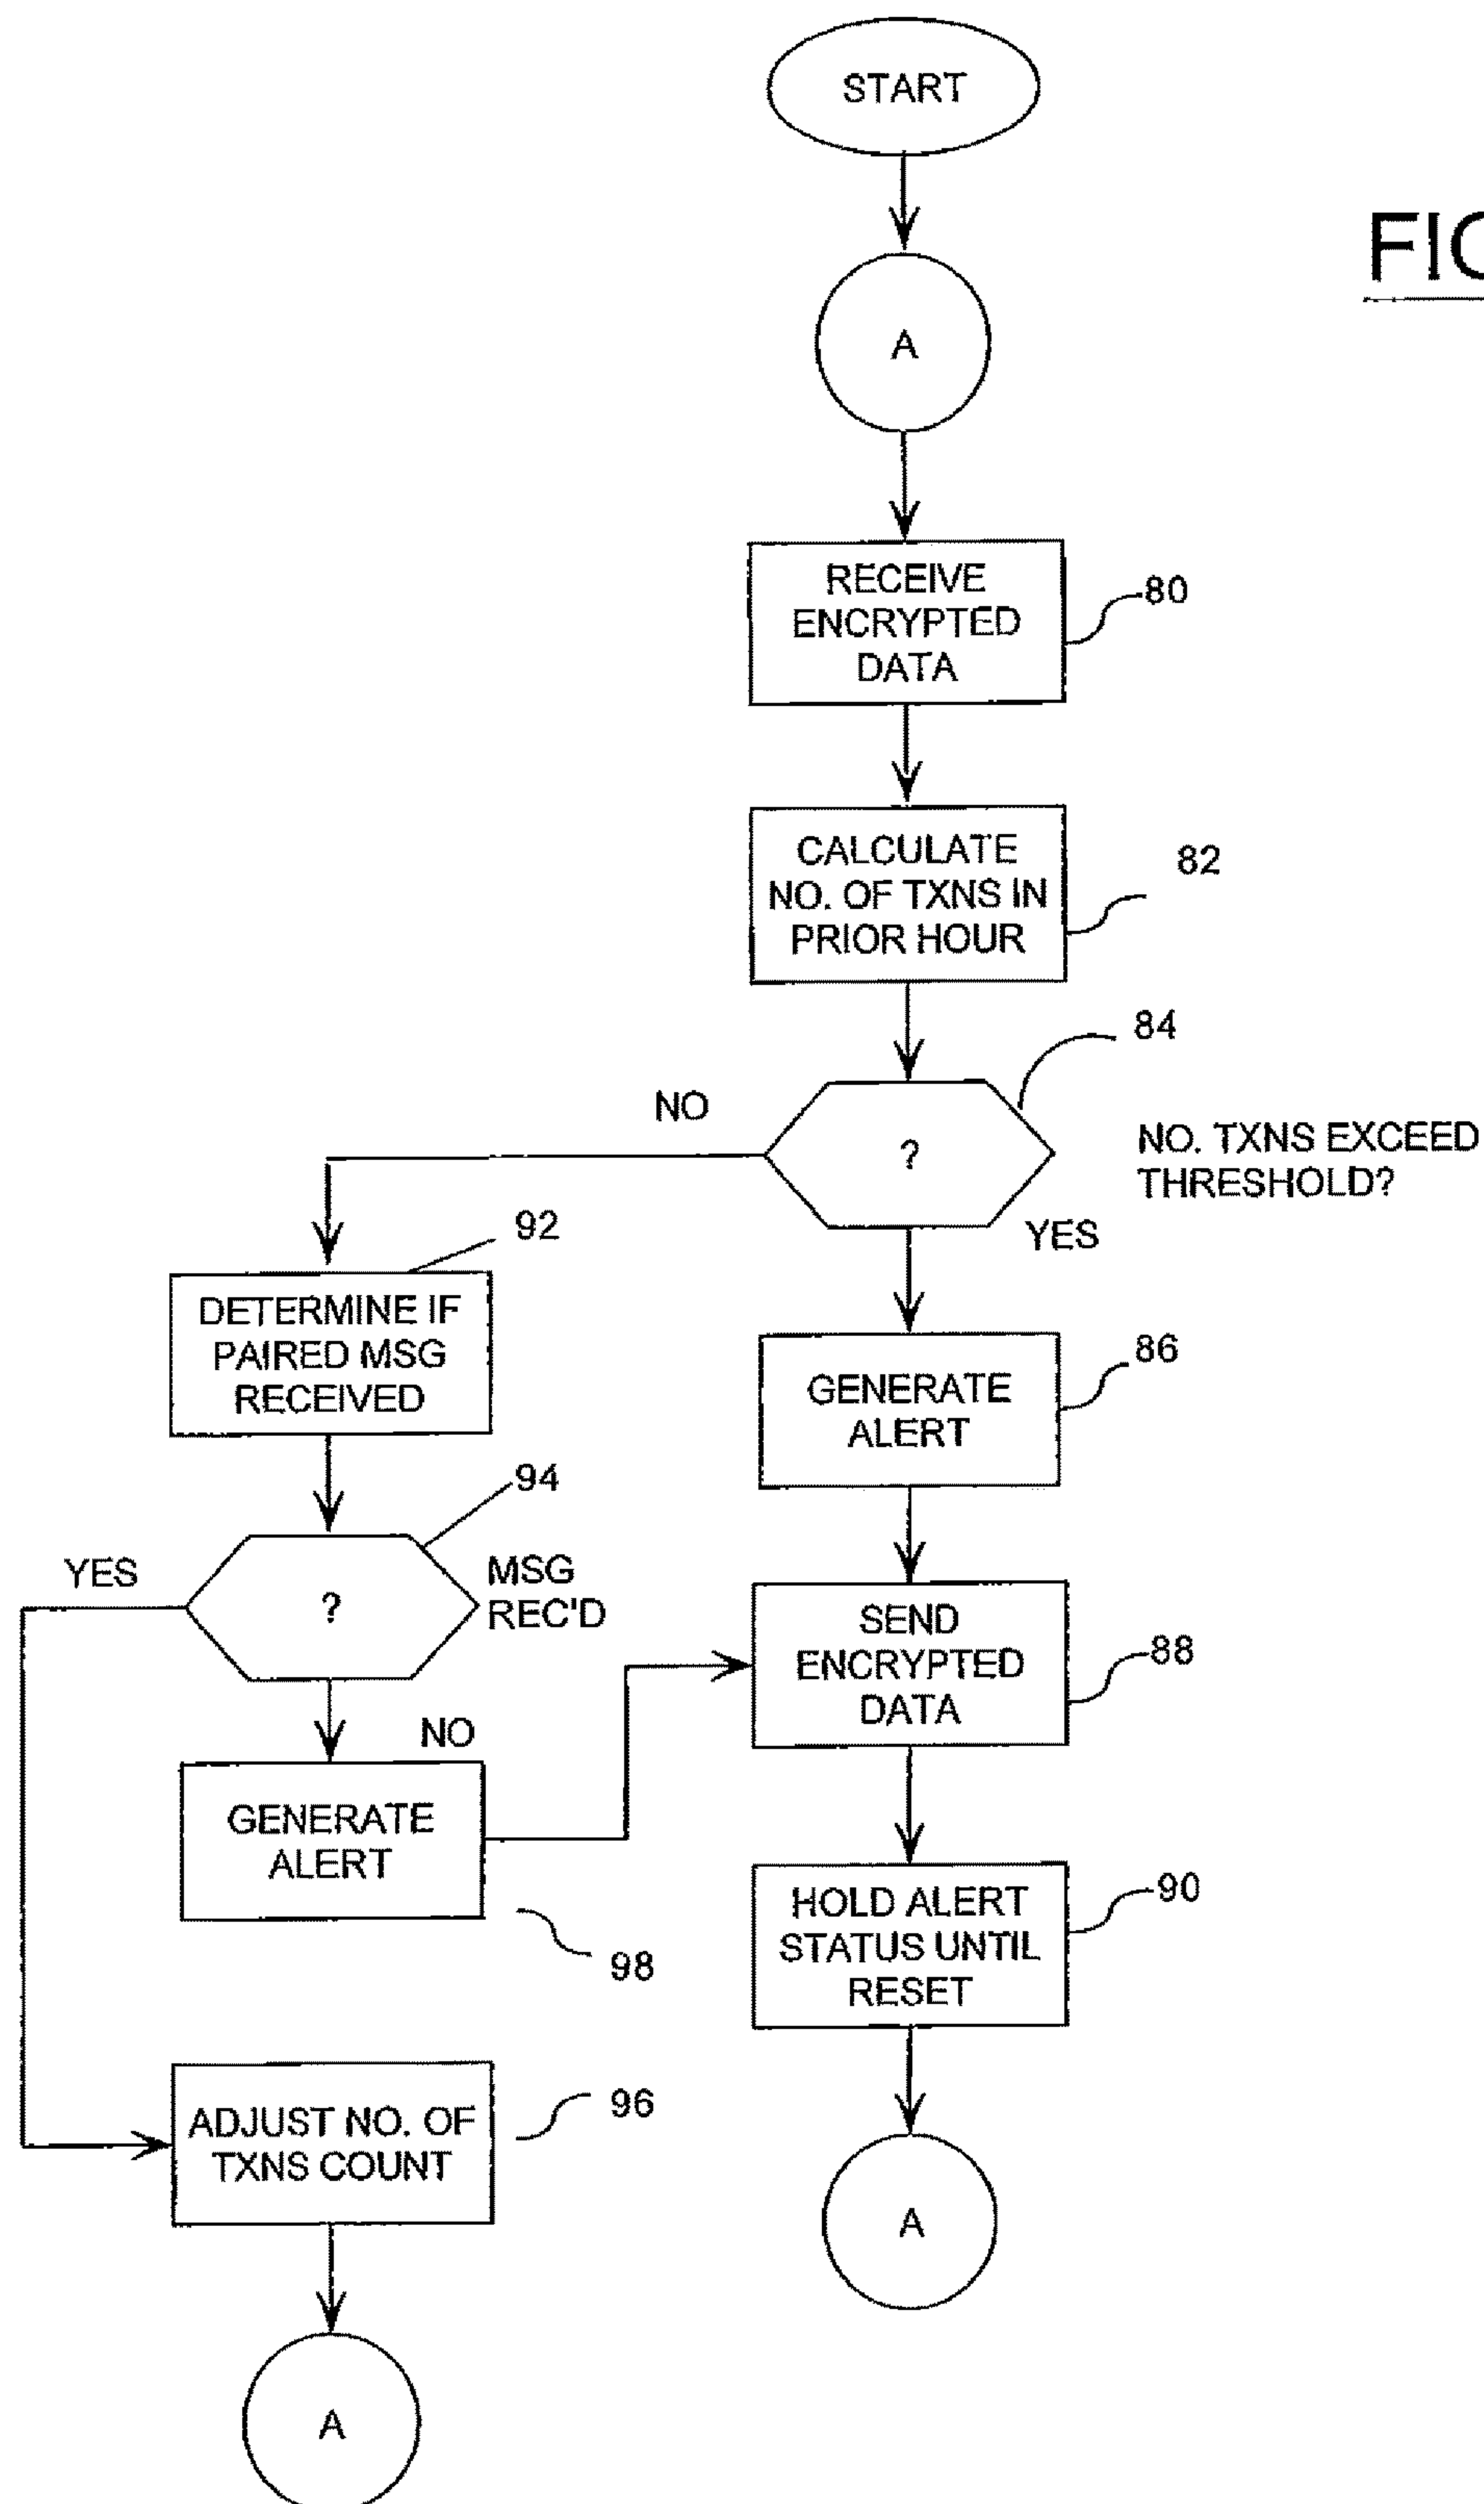 START
FIG
A
RECEIVE
ENCRYPTED
DATA
80
CALCULATE
NO. OF TXNS IN
PRIOR HOUR
82
84
NO
?
NO. TXNS EXCEED
THRESHOLD?
YES
92
DETERMINE IF
PAIRED MSG
RECEIVED
86
GENERATE
ALERT
94
YES
?
MSG
REC'D
NO
SEND
ENCRYPTED
DATA
88
GENERATE
ALERT
98
HOLD ALERT
STATUS UNTIL
RESET
90
ADJUST NO. OF
TXNS COUNT
96
A
A